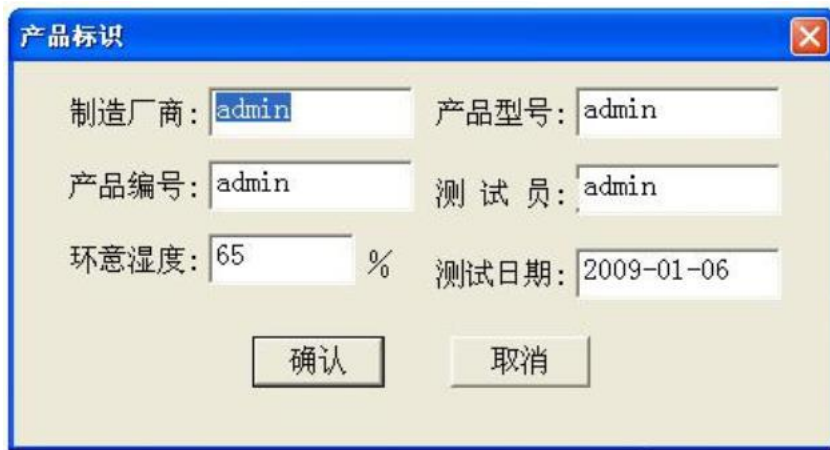 产品标识
制造厂商: admin 产品型号: admin
产品编号: admin 测 试 员: admin
环意湿度: 65 % 测试日期: 2009-01-06
确认 取消